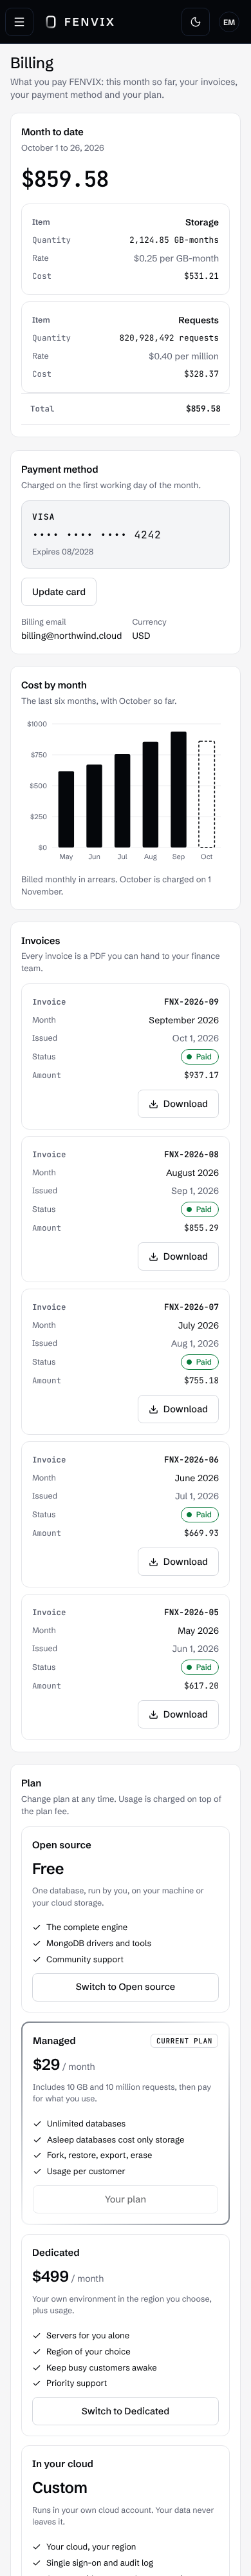 FENVIX
EM
Billing
What you pay FENVIX: this month so far, your invoices,
your payment method and your plan.
Month to date
October 1 to 26, 2026
$859.58
Item Storage
Quantity 2,124.85 GB-months
Rate $0.25 per GB-month
Cost $531.21
Item Requests
Quantity 820,928,492 requests
Rate $0.40 per million
Cost $328.37
Total $859.58
Payment method
Charged on the first working day of the month.
VISA
•••• •••• •••• 4242
Expires 08/2028
Update card
Billing email Currency
billing@northwind.cloud USD
Cost by month
The last six months, with October so far.
$1000
$750
$500
$250
$0
May Jun Jul Aug Sep Oct
Billed monthly in arrears. October is charged on 1
November.
Invoices
Every invoice is a PDF you can hand to your finance
team.
Invoice FNX-2026-09
Month September 2026
Issued Oct 1, 2026
Status Paid
Amount $937.17
Download
Invoice FNX-2026-08
Month August 2026
Issued Sep 1, 2026
Status Paid
Amount $855.29
Download
Invoice FNX-2026-07
Month July 2026
Issued Aug 1, 2026
Status Paid
Amount $755.18
Download
Invoice FNX-2026-06
Month June 2026
Issued Jul 1, 2026
Status Paid
Amount $669.93
Download
Invoice FNX-2026-05
Month May 2026
Issued Jun 1, 2026
Status Paid
Amount $617.20
Download
Plan
Change plan at any time. Usage is charged on top of
the plan fee.
Open source
Free
One database, run by you, on your machine or
your cloud storage.
The complete engine
MongoDB drivers and tools
Community support
Switch to Open source
Managed CURRENT PLAN
$29 / month
Includes 10 GB and 10 million requests, then pay
for what you use.
Unlimited databases
Asleep databases cost only storage
Fork, restore, export, erase
Usage per customer
Your plan
Dedicated
$499 / month
Your own environment in the region you choose,
plus usage.
Servers for you alone
Region of your choice
Keep busy customers awake
Priority support
Switch to Dedicated
In your cloud
Custom
Runs in your own cloud account. Your data never
leaves it.
Your cloud, your region
Single sign-on and audit log